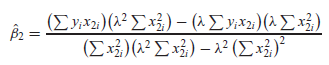 β̂₂ = (∑ yᵢx₂ᵢ)(λ² ∑ x²₂ᵢ) − (λ ∑ yᵢx₂ᵢ)(λ ∑ x²₂ᵢ) / (∑ x²₂ᵢ)(λ² ∑ x²₂ᵢ) − λ² (∑ x²₂ᵢ)²